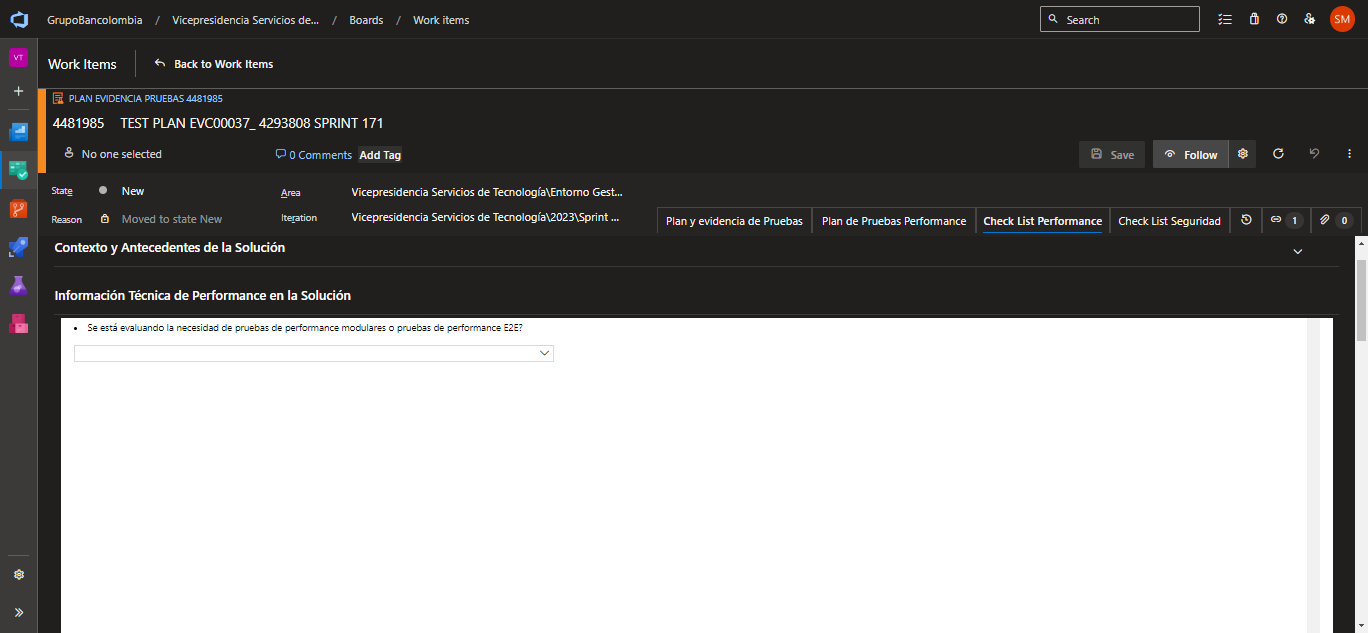 GrupoBancolombia / Vicepresidencia Servicios de... / Boards / Work items
Search
SM
VT
Work Items
Back to Work Items
PLAN EVIDENCIA PRUEBAS 4481985
4481985 TEST PLAN EVC00037_ 4293808 SPRINT 171
No one selected
0 Comments
Add Tag
Save
Follow
State
New
Area
Vicepresidencia Servicios de Tecnología\Entorno Gest...
Reason
Moved to state New
Iteration
Vicepresidencia Servicios de Tecnología\2023\Sprint ...
Plan y evidencia de Pruebas
Plan de Pruebas Performance
Check List Performance
Check List Seguridad
1
0
Contexto y Antecedentes de la Solución
Información Técnica de Performance en la Solución
• Se está evaluando la necesidad de pruebas de performance modulares o pruebas de performance E2E?